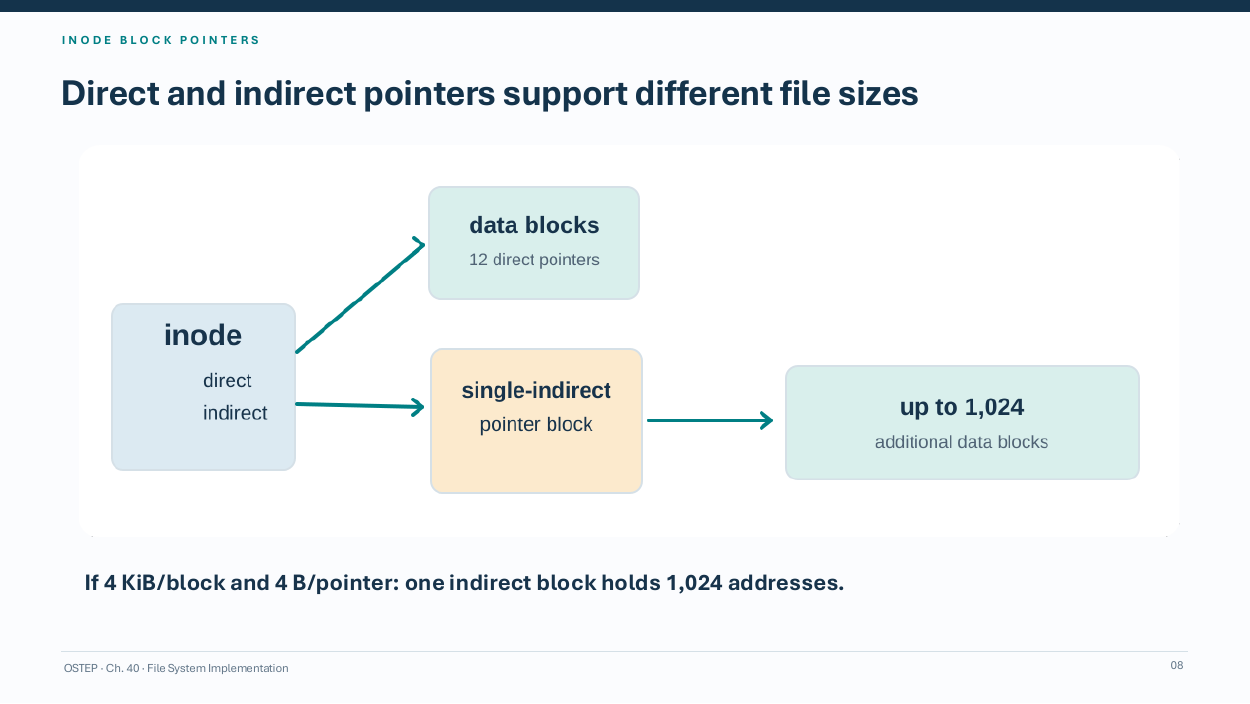 INODE BLOCK POINTERS
Direct and indirect pointers support different file sizes
data blocks
12 direct pointers
inode
direct
indirect
single-indirect
pointer block
up to 1,024
additional data blocks
If 4 KiB/block and 4 B/pointer: one indirect block holds 1,024 addresses.
OSTEP · Ch. 40 · File System Implementation
08